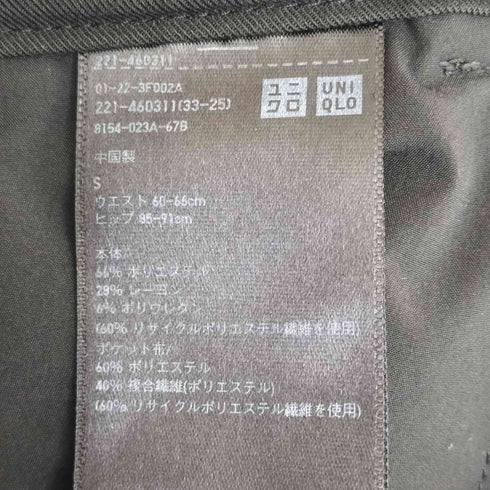 221-460311
01-22-3F002A
221-460311(33-25)
8154-023A-67B
ユニクロ
UNIQLO
中国製
S
ウエスト 60-66cm
ヒップ 85-91cm
本体/
66% ポリエステル
28% レーヨン
6% ポリウレタン
(60% リサイクルポリエステル繊維を使用)
ポケット布/
60% ポリエステル
40% 複合繊維(ポリエステル)
(60% リサイクルポリエステル繊維を使用)